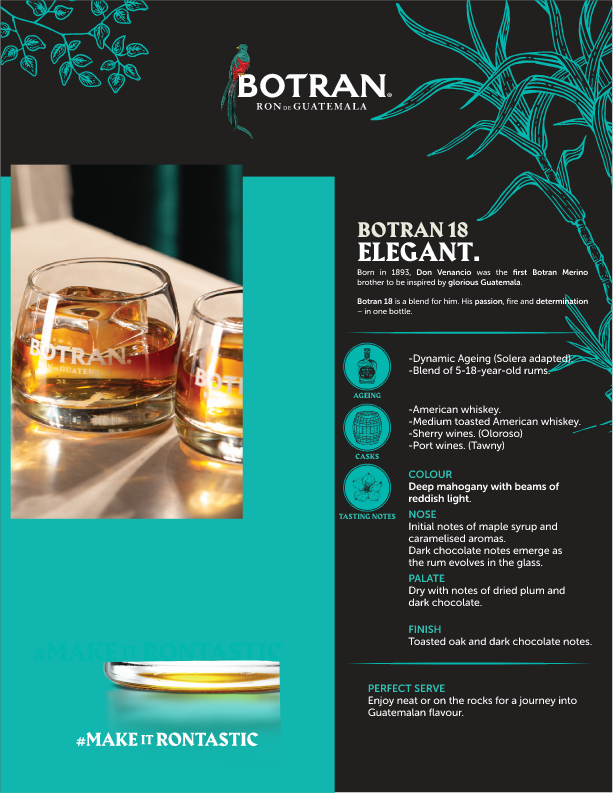 BOTRAN®
RON DE GUATEMALA
BOTRAN®
RON DE GUATEMALA
BOT
BOTRAN 18
ELEGANT.
Born in 1893, Don Venancio was the first Botran Merino
brother to be inspired by glorious Guatemala.
Botran 18 is a blend for him. His passion, fire and determination
– in one bottle.
AGEING
-Dynamic Ageing (Solera adapted).
-Blend of 5-18-year-old rums.
CASKS
-American whiskey.
-Medium toasted American whiskey.
-Sherry wines. (Oloroso)
-Port wines. (Tawny)
TASTING NOTES
COLOUR
Deep mahogany with beams of
reddish light.
NOSE
Initial notes of maple syrup and
caramelised aromas.
Dark chocolate notes emerge as
the rum evolves in the glass.
PALATE
Dry with notes of dried plum and
dark chocolate.
FINISH
Toasted oak and dark chocolate notes.
PERFECT SERVE
Enjoy neat or on the rocks for a journey into
Guatemalan flavour.
#MAKE IT RONTASTIC
#MAKE IT RONTASTIC